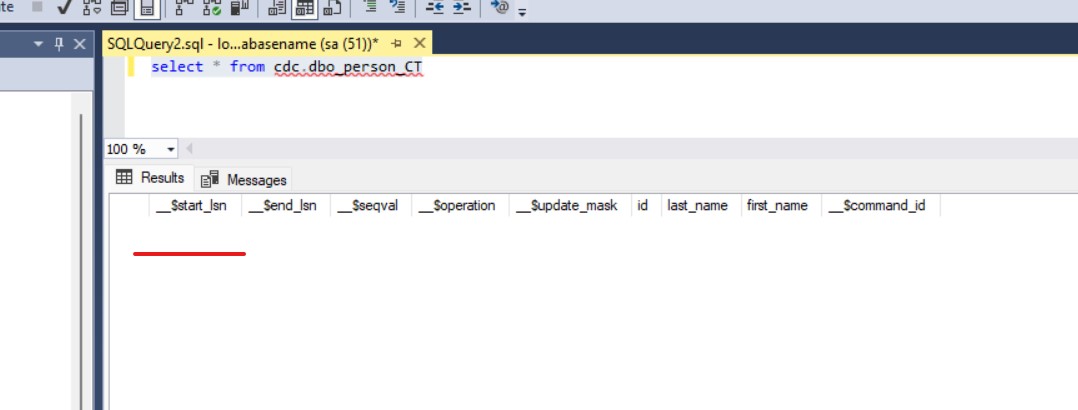 te
SQLQuery2.sql - lo...abasename (sa (51))*
select * from cdc.dbo_person_CT
100 %
Results Messages
__$start_lsn __$end_lsn __$seqval __$operation __$update_mask id last_name first_name __$command_id